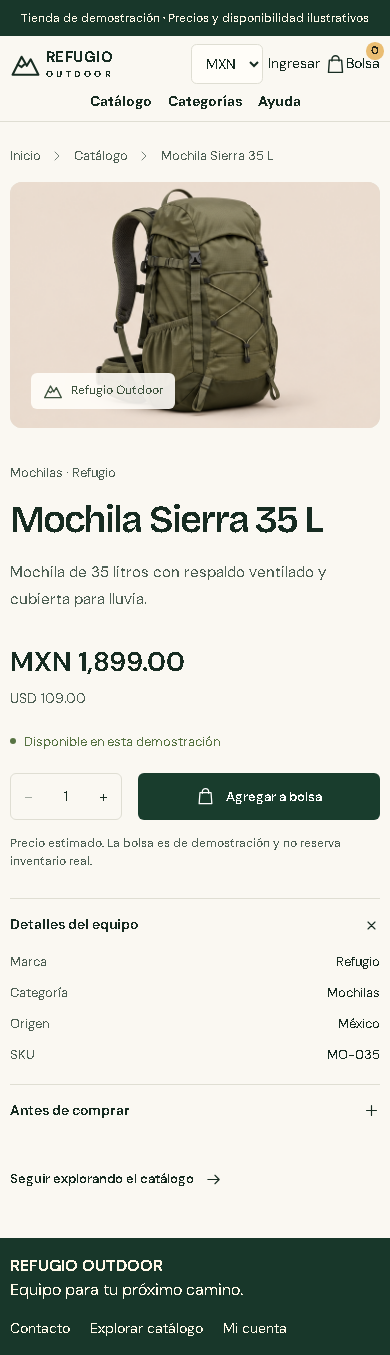 Tienda de demostración · Precios y disponibilidad ilustrativos
REFUGIO
OUTDOOR
MXN
Ingresar
Bolsa
0
Catálogo Categorías Ayuda
Inicio > Catálogo > Mochila Sierra 35 L
Refugio Outdoor
Mochilas · Refugio
Mochila Sierra 35 L
Mochila de 35 litros con respaldo ventilado y
cubierta para lluvia.
MXN 1,899.00
USD 109.00
Disponible en esta demostración
− 1 +
Agregar a bolsa
Precio estimado. La bolsa es de demostración y no reserva
inventario real.
Detalles del equipo
Marca Refugio
Categoría Mochilas
Origen México
SKU MO-035
Antes de comprar
Seguir explorando el catálogo →
REFUGIO OUTDOOR
Equipo para tu próximo camino.
Contacto Explorar catálogo Mi cuenta